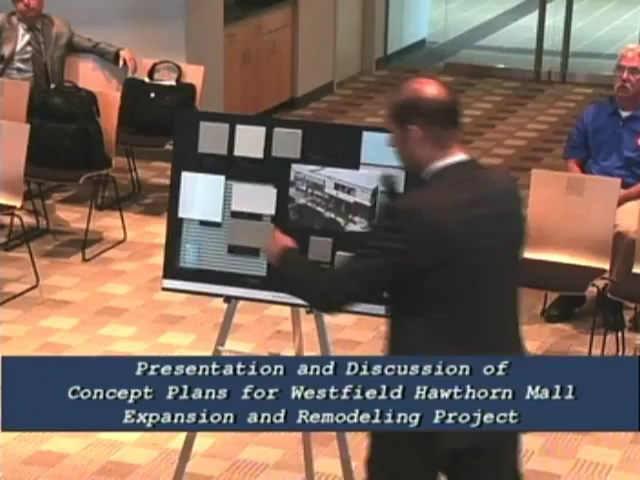 Presentation and Discussion of
Concept Plans for Westfield Hawthorn Mall
Expansion and Remodeling Project